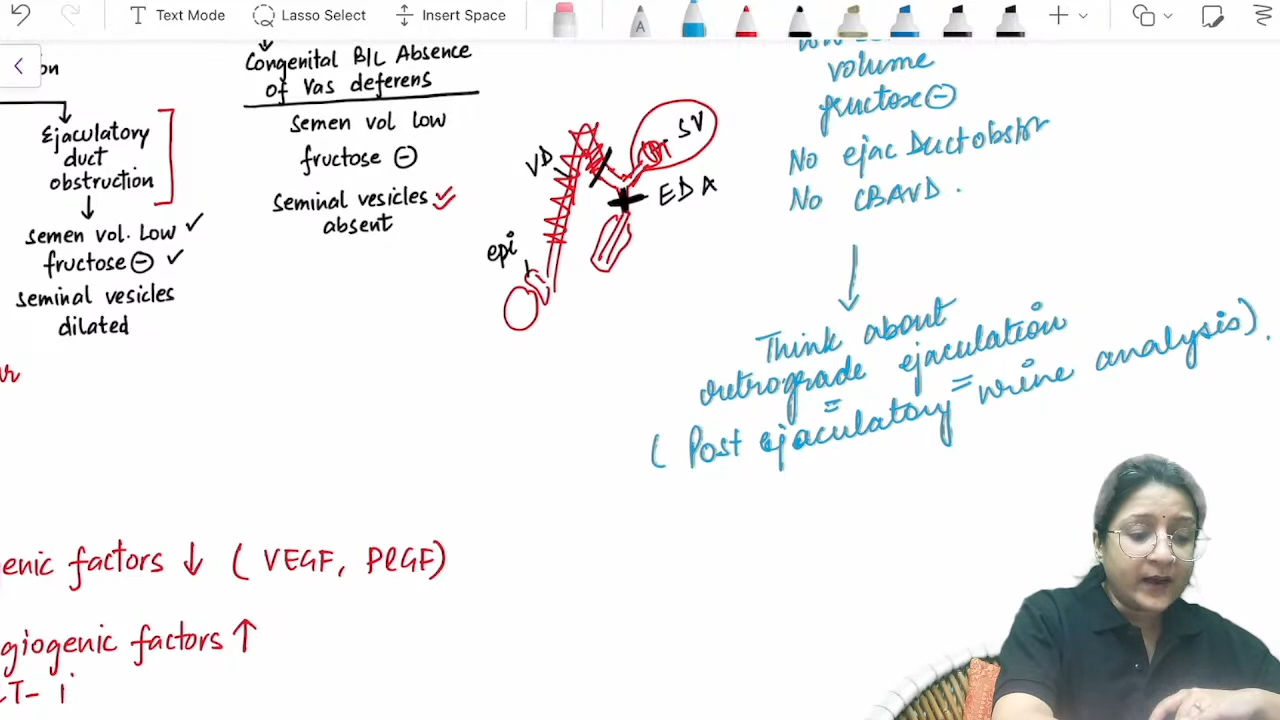 Text Mode
Lasso Select
Insert Space
on
Congenital B/L Absence
of Vas deferens
Semen vol low
fructose ⊖
Seminal vesicles
absent
Ejaculatory
duct
obstruction
Semen vol. Low
fructose ⊖
Seminal vesicles
dilated
VD
SV
EDA
epi
volume
fructose ⊖
No ejac Duct obstr
No CBAVD.
Think about
retrograde ejaculation
(Post ejaculatory urine analysis).
enic factors ↓ (VEGF, PlGF)
giogenic factors ↑